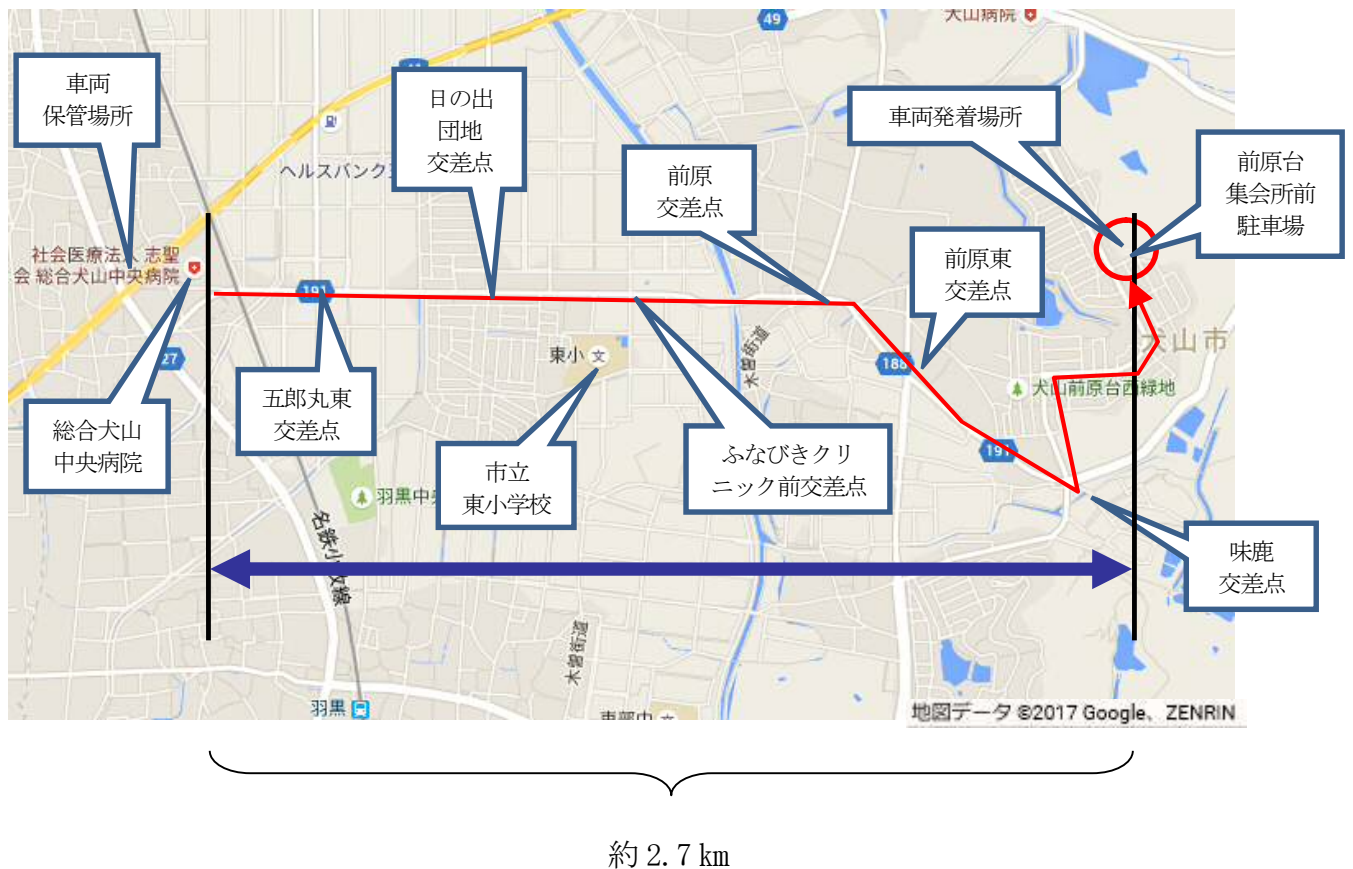 犬山病院
49
41
車両
保管場所
日の出
団地
交差点
車両発着場所
前原台
集会所前
駐車場
ヘルスバンク
前原
交差点
社会医療法人 志聖
会 総合犬山中央病院
191
前原東
交差点
木曽街道
188
犬山市
東小
27
五郎丸東
交差点
犬山前原台西緑地
総合犬山
中央病院
ふなびきクリ
ニック前交差点
191
市立
東小学校
羽黒中央
名鉄小牧線
味鹿
交差点
木曽街道
羽黒
東部中
地図データ ©2017 Google、ZENRIN
約 2.7 km